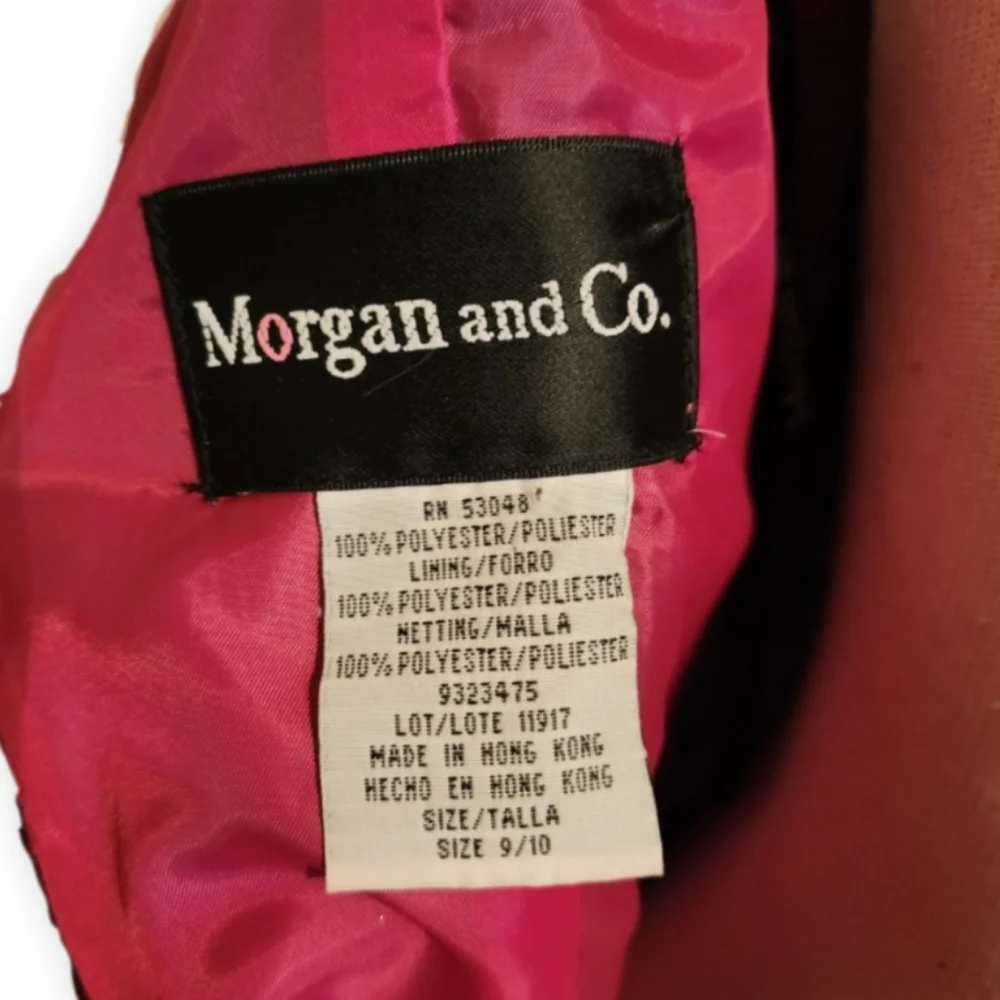 Morgan and Co.
RN 53048
100% POLYESTER/POLIESTER
LINING/FORRO
100% POLYESTER/POLIESTER
NETTING/MALLA
100% POLYESTER/POLIESTER
9323475
LOT/LOTE 11917
MADE IN HONG KONG
HECHO EN HONG KONG
SIZE/TALLA
SIZE 9/10